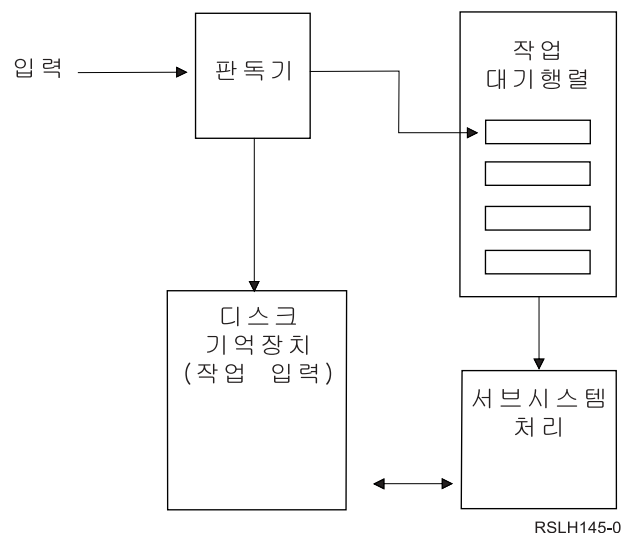 입력
판독기
작업
대기행렬
디스크
기억장치
(작업 입력)
서브시스템
처리
RSLH145-0